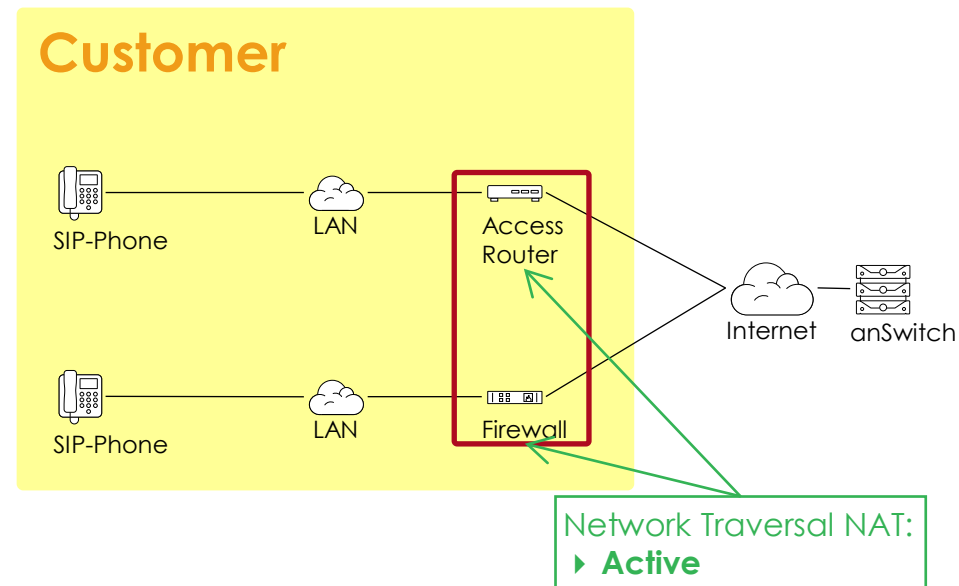 Customer
SIP-Phone
LAN
Access
Router
Internet
anSwitch
SIP-Phone
LAN
Firewall
Network Traversal NAT:
Active